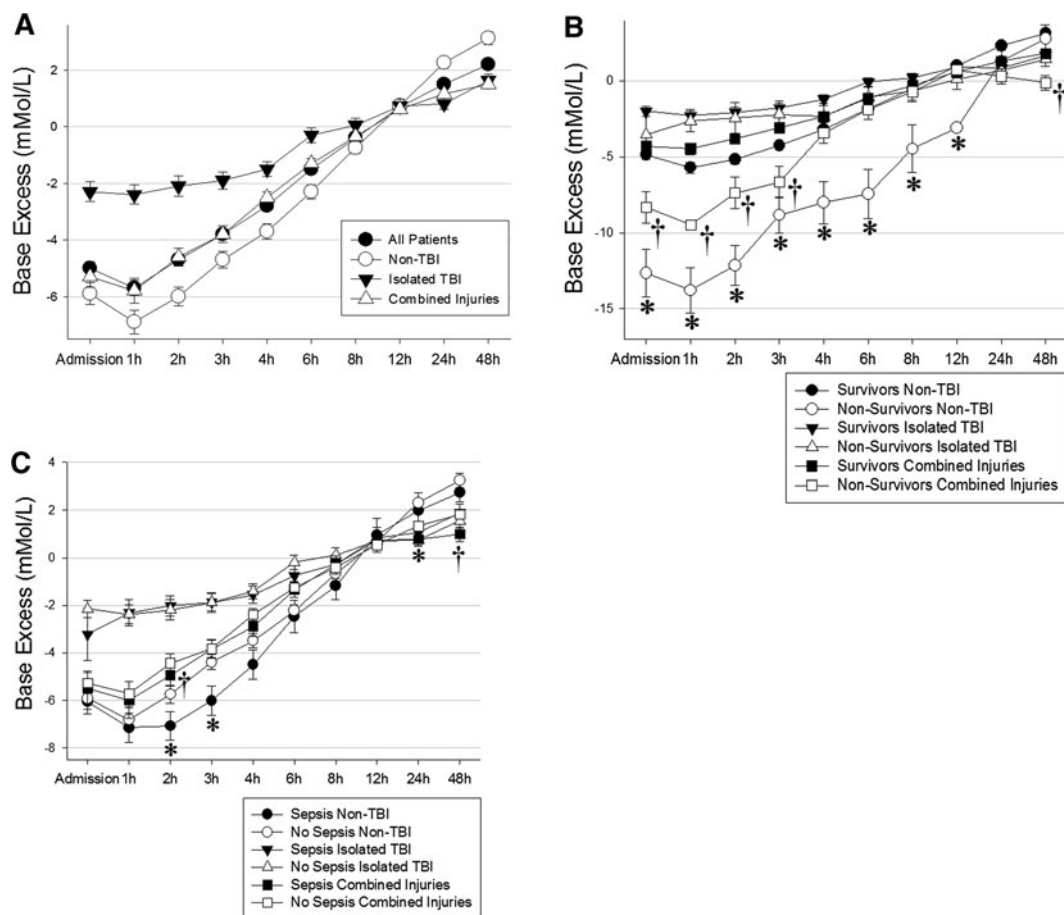 A
Base Excess (mMol/L)
2
0
-2
-4
-6
Admission 1h 2h 3h 4h 6h 8h 12h 24h 48h
All Patients
Non-TBI
Isolated TBI
Combined Injuries
B
Base Excess (mMol/L)
0
-5
-10
-15
† † † † †
* * * * * * * *
Admission 1h 2h 3h 4h 6h 8h 12h 24h 48h
Survivors Non-TBI
Non-Survivors Non-TBI
Survivors Isolated TBI
Non-Survivors Isolated TBI
Survivors Combined Injuries
Non-Survivors Combined Injuries
C
Base Excess (mMol/L)
4
2
0
-2
-4
-6
-8
* †
†
* *
Admission 1h 2h 3h 4h 6h 8h 12h 24h 48h
Sepsis Non-TBI
No Sepsis Non-TBI
Sepsis Isolated TBI
No Sepsis Isolated TBI
Sepsis Combined Injuries
No Sepsis Combined Injuries